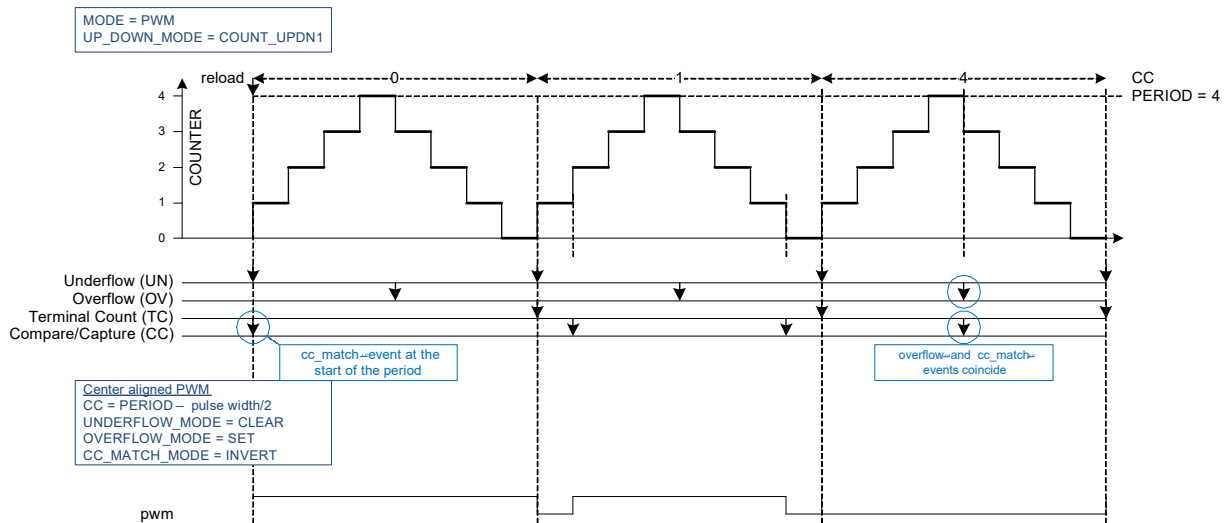 MODE = PWM
UP_DOWN_MODE = COUNT_UPDN1
reload
0
1
4
CC
PERIOD = 4
COUNTER
4
3
2
1
0
Underflow (UN)
Overflow (OV)
Terminal Count (TC)
Compare/Capture (CC)
cc_match event at the
start of the period
overflow and cc_match
events coincide
Center aligned PWM
CC = PERIOD – pulse width/2
UNDERFLOW_MODE = CLEAR
OVERFLOW_MODE = SET
CC_MATCH_MODE = INVERT
pwm